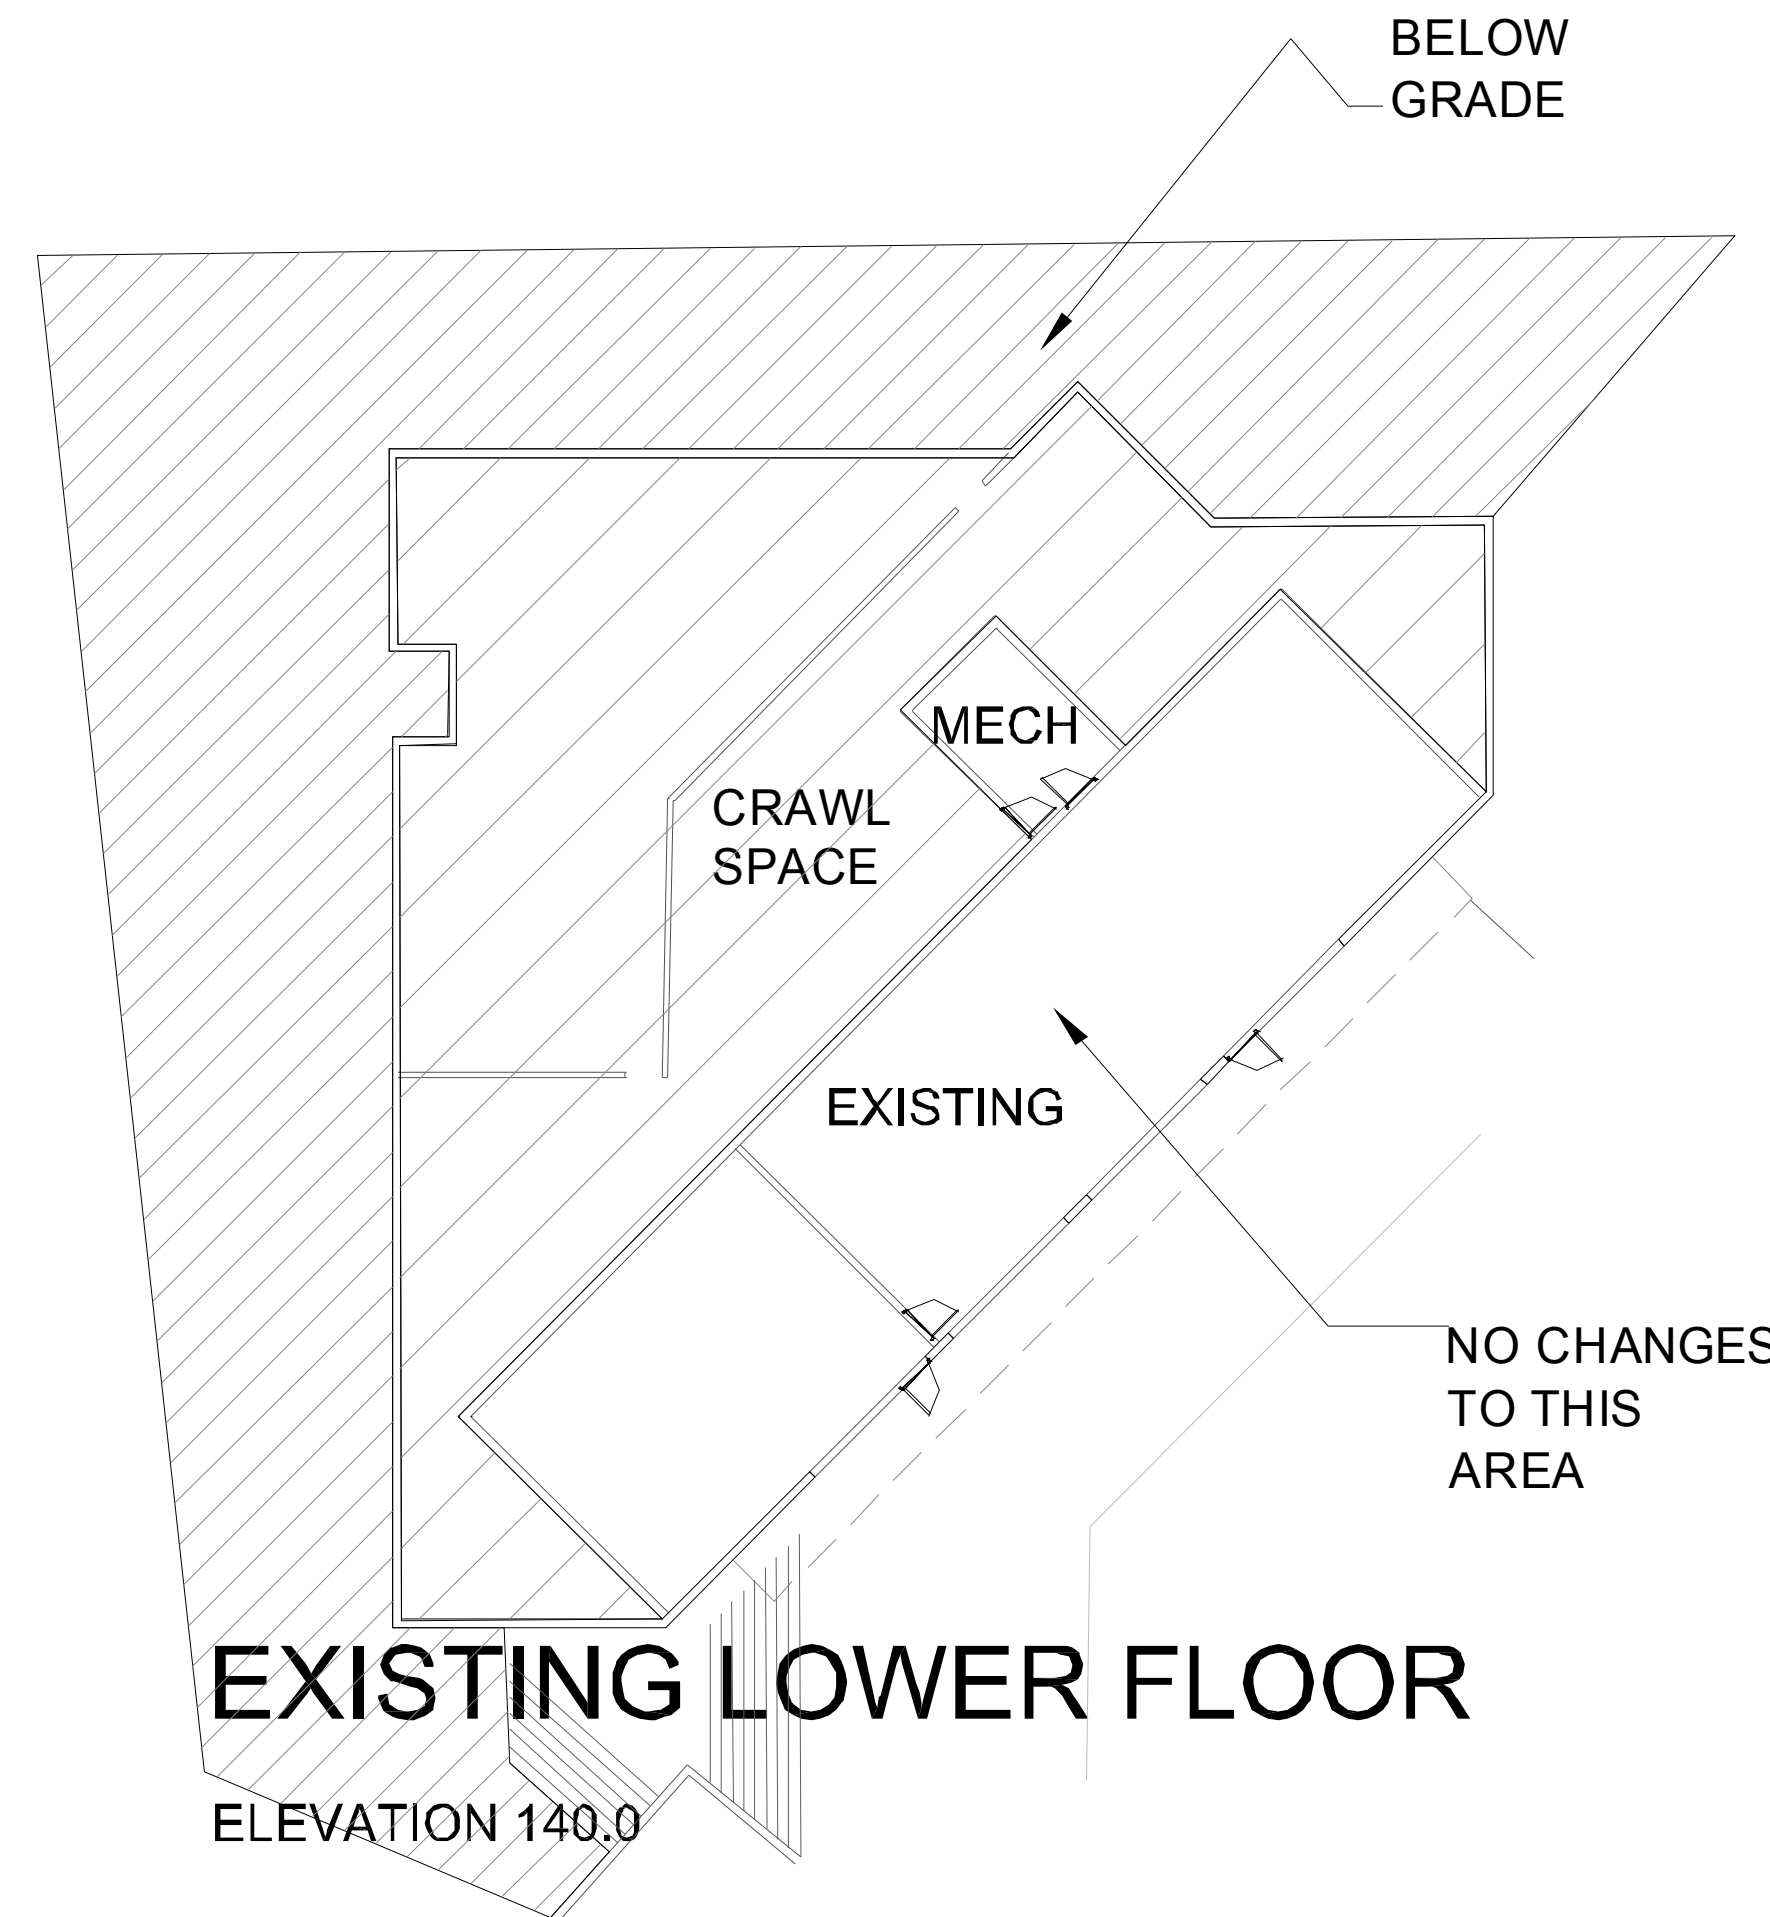 BELOW
GRADE
MECH
CRAWL
SPACE
EXISTING
NO CHANGES
TO THIS
AREA
EXISTING LOWER FLOOR
ELEVATION 140.0